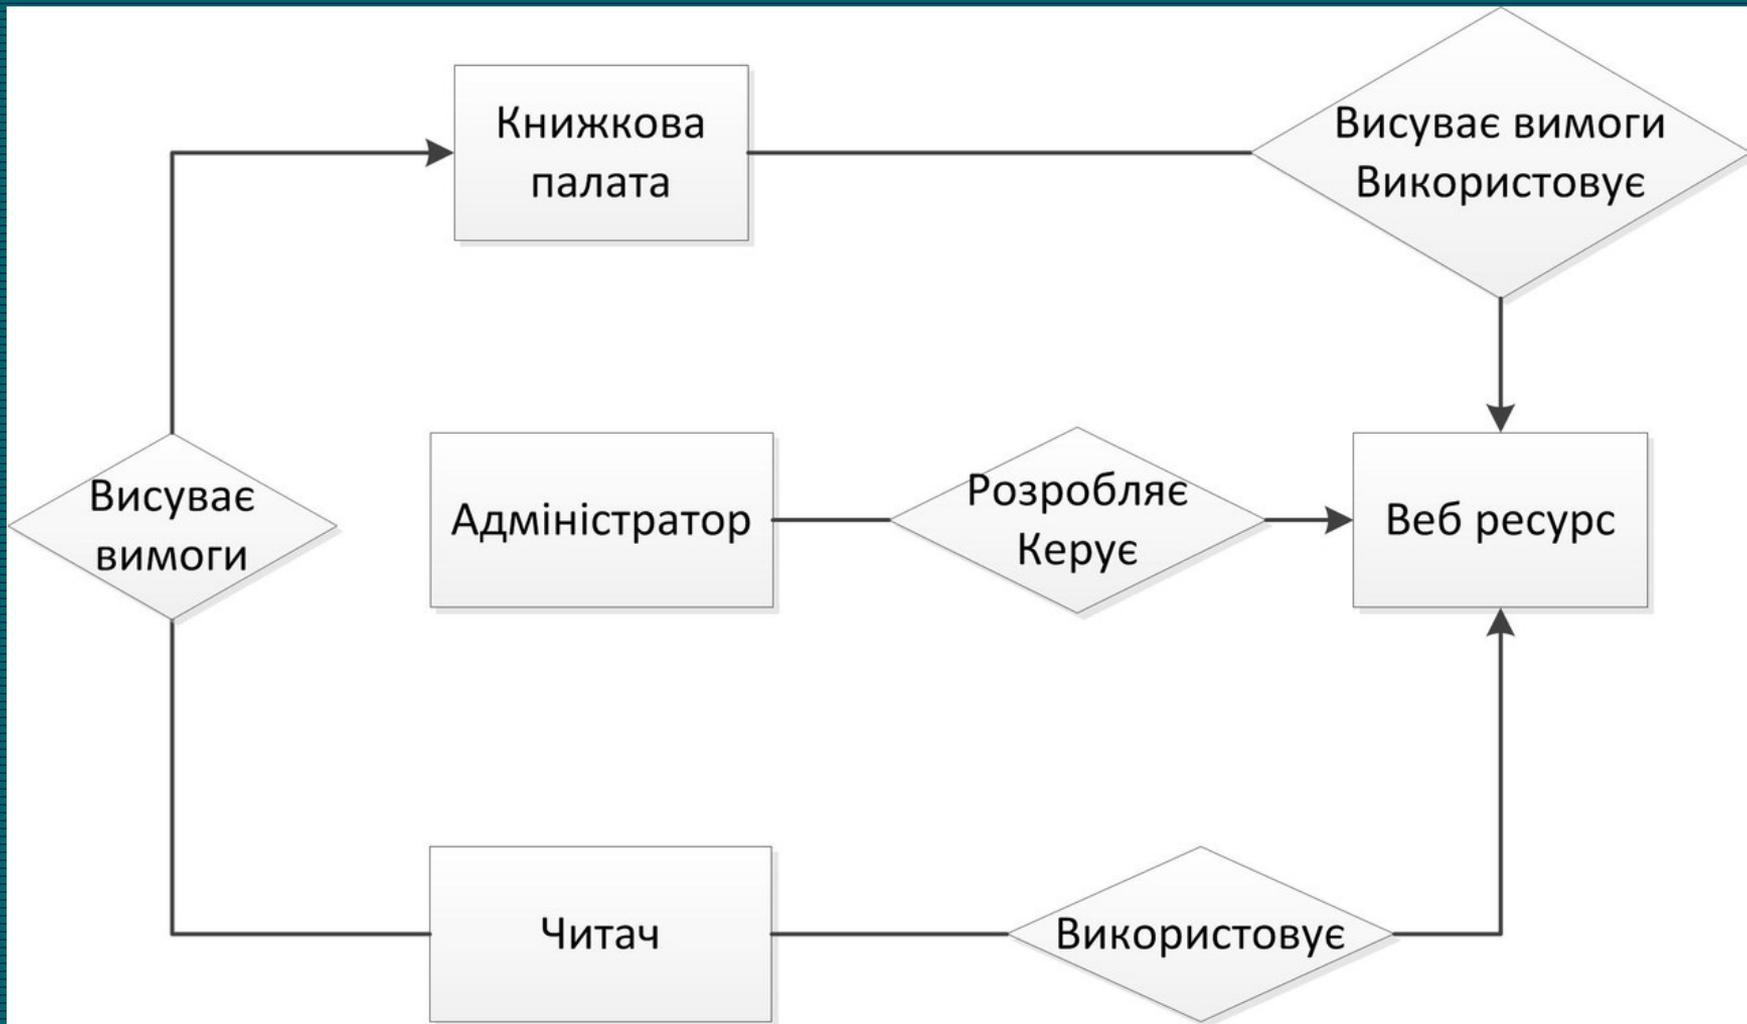 Книжкова
палата
Висуває вимоги
Використовує
Висуває
вимоги
Адміністратор
Розробляє
Керує
Веб ресурс
Читач
Використовує